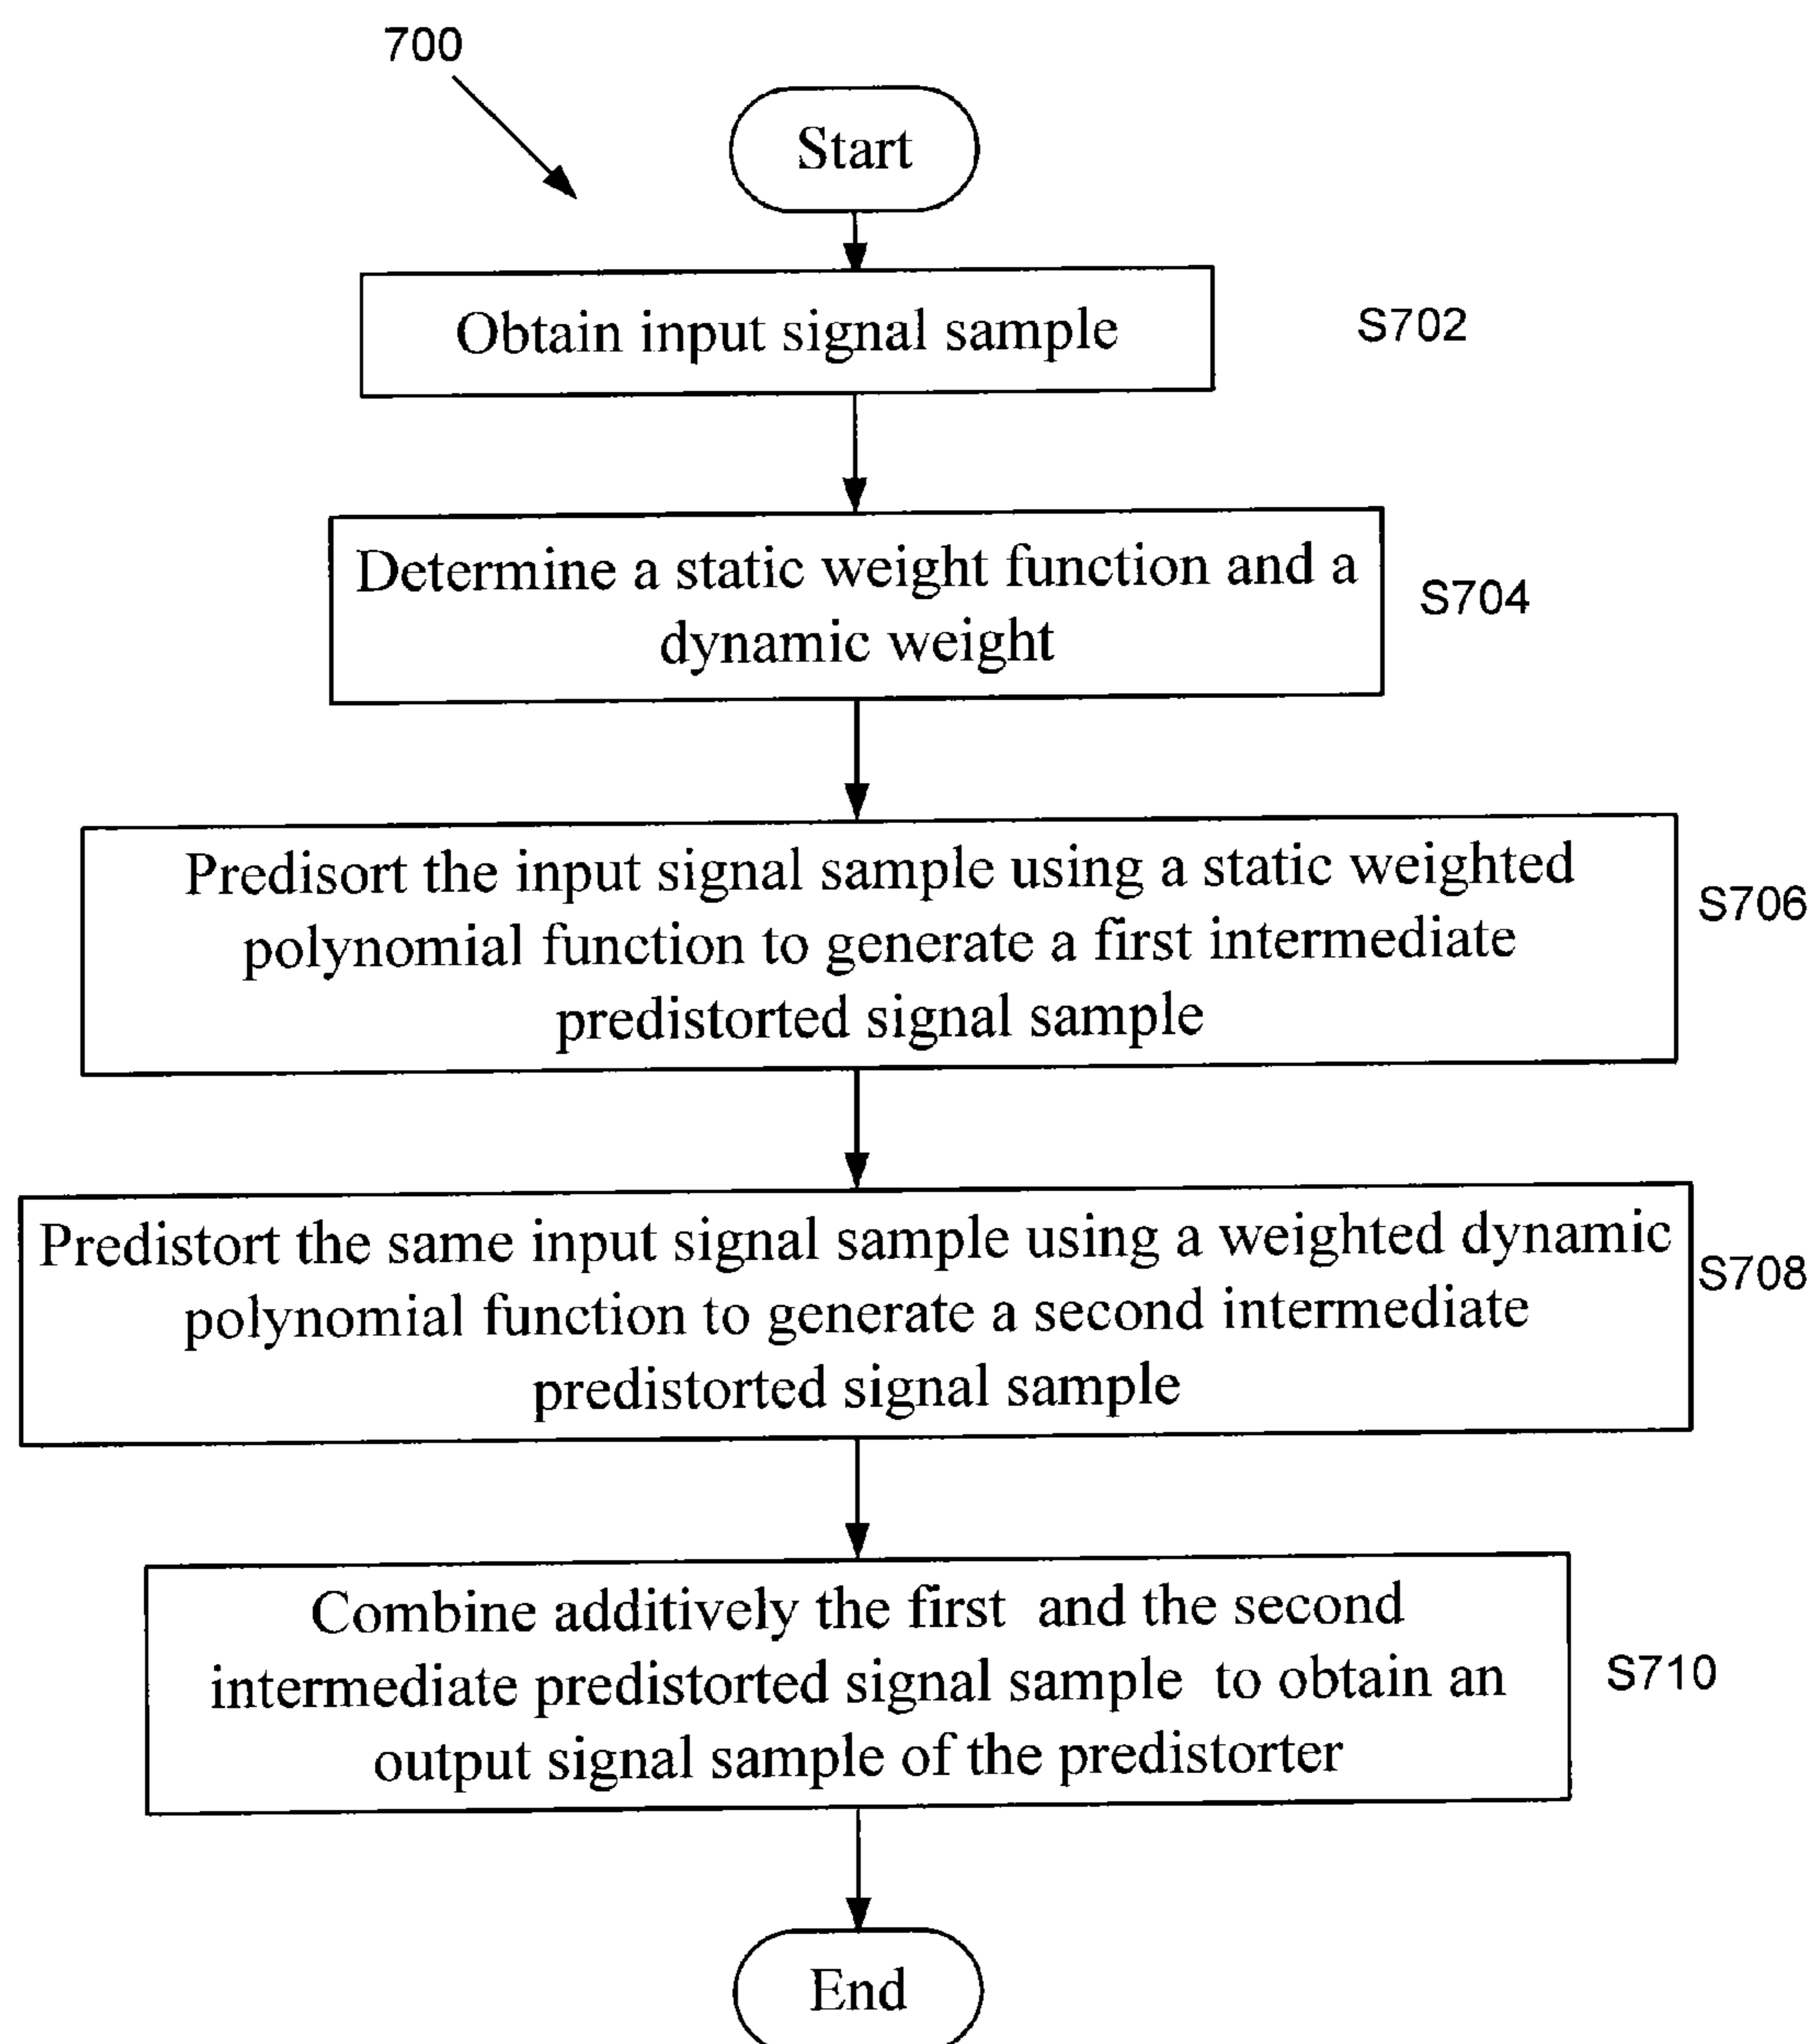 700
Start
Obtain input signal sample
S702
Determine a static weight function and a
dynamic weight
S704
Predisort the input signal sample using a static weighted
polynomial function to generate a first intermediate
predistorted signal sample
S706
Predistort the same input signal sample using a weighted dynamic
polynomial function to generate a second intermediate
predistorted signal sample
S708
Combine additively the first and the second
intermediate predistorted signal sample to obtain an
output signal sample of the predistorter
S710
End